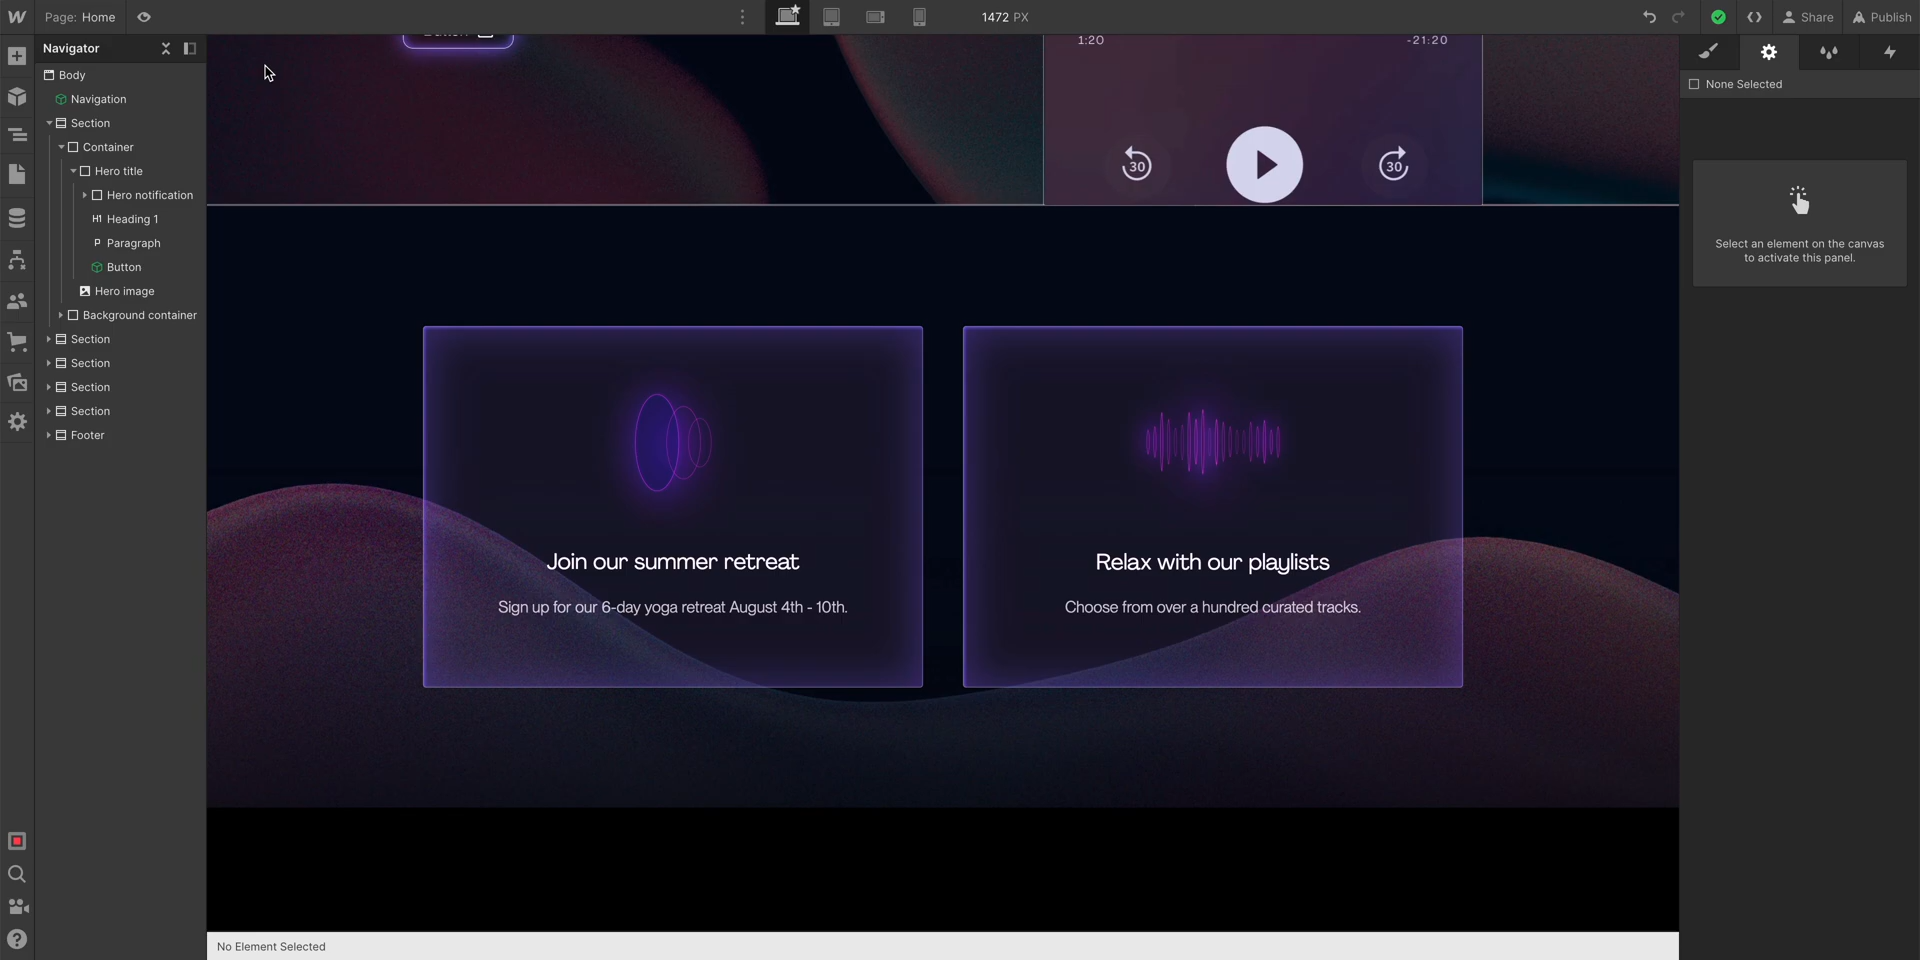 Page: Home
1472 PX
Share
Publish
Navigator
Body
Navigation
Section
Container
Hero title
Hero notification
H1 Heading 1
P Paragraph
Button
Hero image
Background container
Section
Section
Section
Section
Footer
1:20
-21:20
30
30
Join our summer retreat
Sign up for our 6-day yoga retreat August 4th - 10th.
Relax with our playlists
Choose from over a hundred curated tracks.
None Selected
Select an element on the canvas
to activate this panel.
No Element Selected